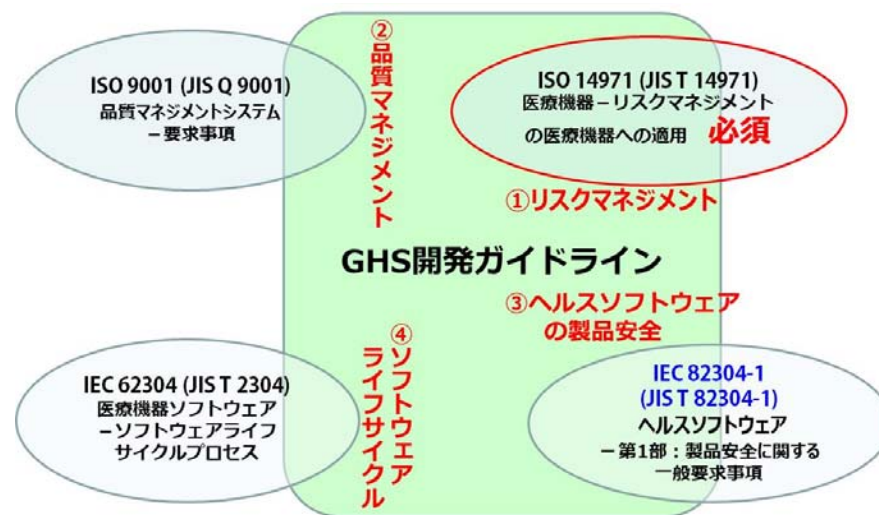 ②品質マネジメント
ISO 9001 (JIS Q 9001)
品質マネジメントシステム
－要求事項
ISO 14971 (JIS T 14971)
医療機器－リスクマネジメント
の医療機器への適用 必須
①リスクマネジメント
GHS開発ガイドライン
③ヘルスソフトウェア
の製品安全
④ソフトウェア
ライフサイクル
IEC 62304 (JIS T 2304)
医療機器ソフトウェア
－ソフトウェアライフ
サイクルプロセス
IEC 82304-1
(JIS T 82304-1)
ヘルスソフトウェア
－第1部：製品安全に関する
一般要求事項